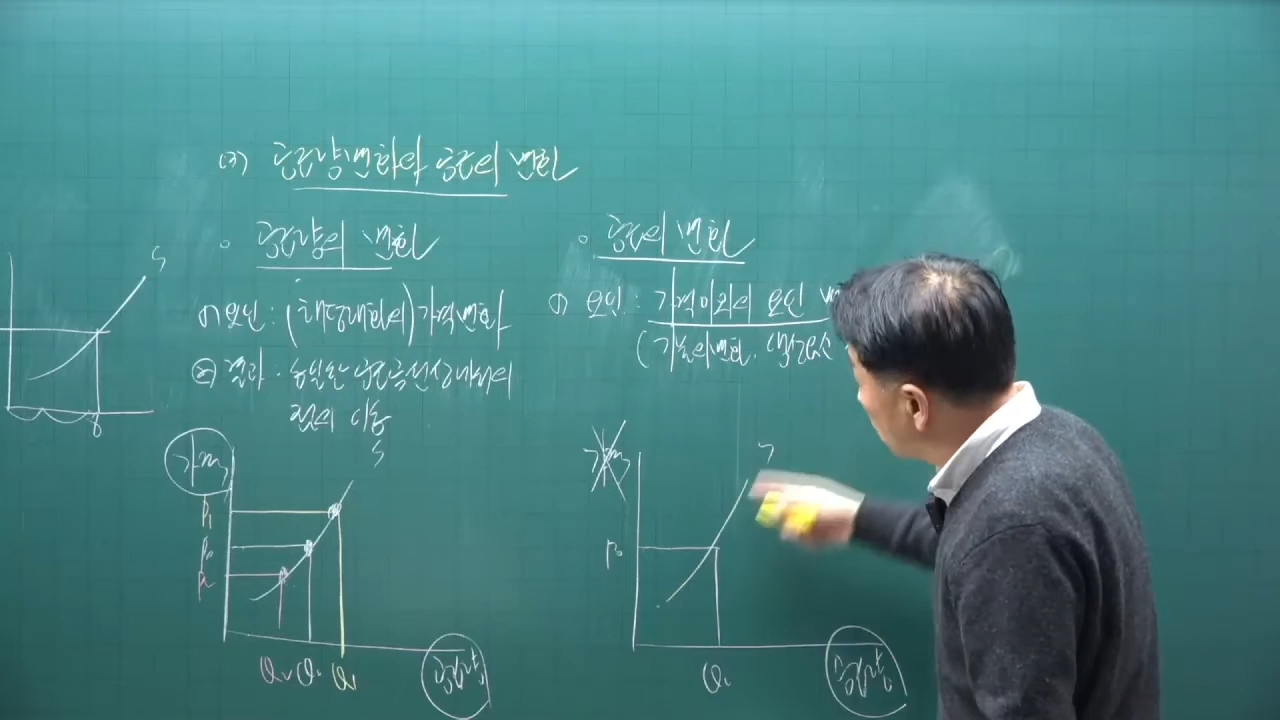 (3) 공급량변화와 공급의 변화
○ 공급량의 변화
① 요인 : (해당재화의) 가격변화
② 결과 : 동일한 공급곡선상에서의
점의 이동
○ 공급의 변화
① 요인 : 가격이외의 요인
(기술의변화, 생산요소
S
S
가격
P₁
P₀
P₂
Q₂ Q₀ Q₁
공급량
가격
P₀
Q₀
공급량